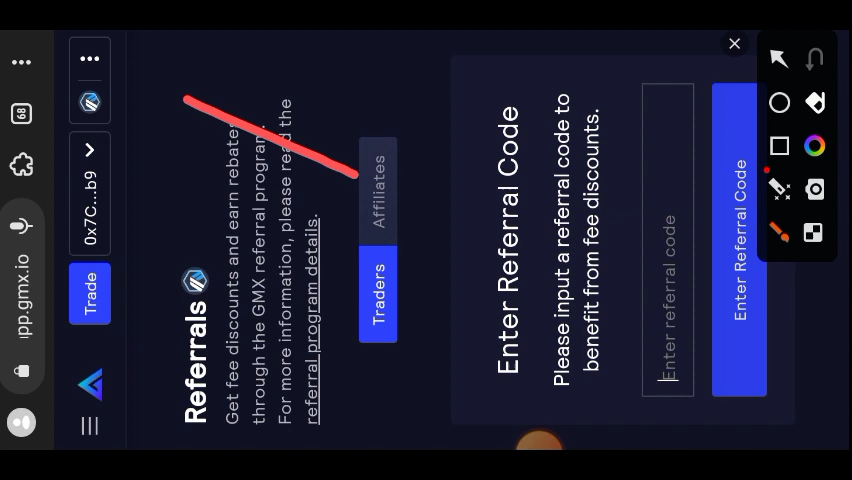 68
app.gmx.io
Trade
0x7C...b9
Referrals
Get fee discounts and earn rebates
through the GMX referral program.
For more information, please read the
referral program details.
Traders
Affiliates
Enter Referral Code
Please input a referral code to
benefit from fee discounts.
Enter referral code
Enter Referral Code